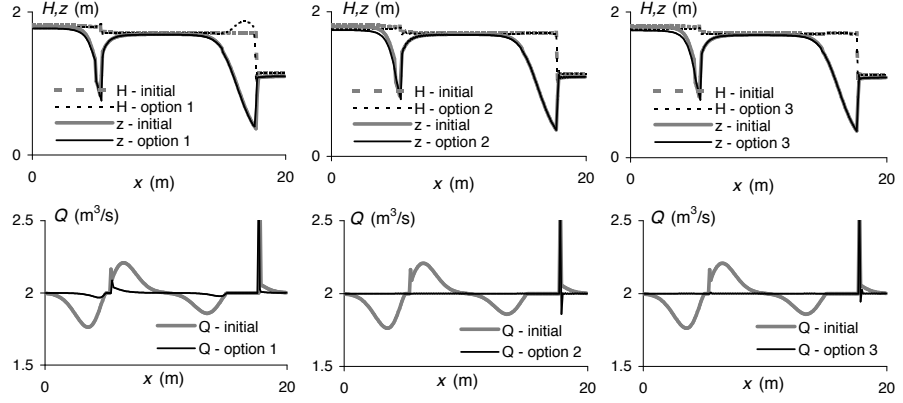 H,z (m)
2
1
0
H - initial
H - option 1
z - initial
z - option 1
0
x (m)
20
H,z (m)
2
1
0
H - initial
H - option 2
z - initial
z - option 2
0
x (m)
20
H,z (m)
2
1
0
H - initial
H - option 3
z - initial
z - option 3
0
x (m)
20
Q (m³/s)
2.5
2
1.5
Q - initial
Q - option 1
0
x (m)
20
Q (m³/s)
2.5
2
1.5
Q - initial
Q - option 2
0
x (m)
20
Q (m³/s)
2.5
2
1.5
Q - initial
Q - option 3
0
x (m)
20